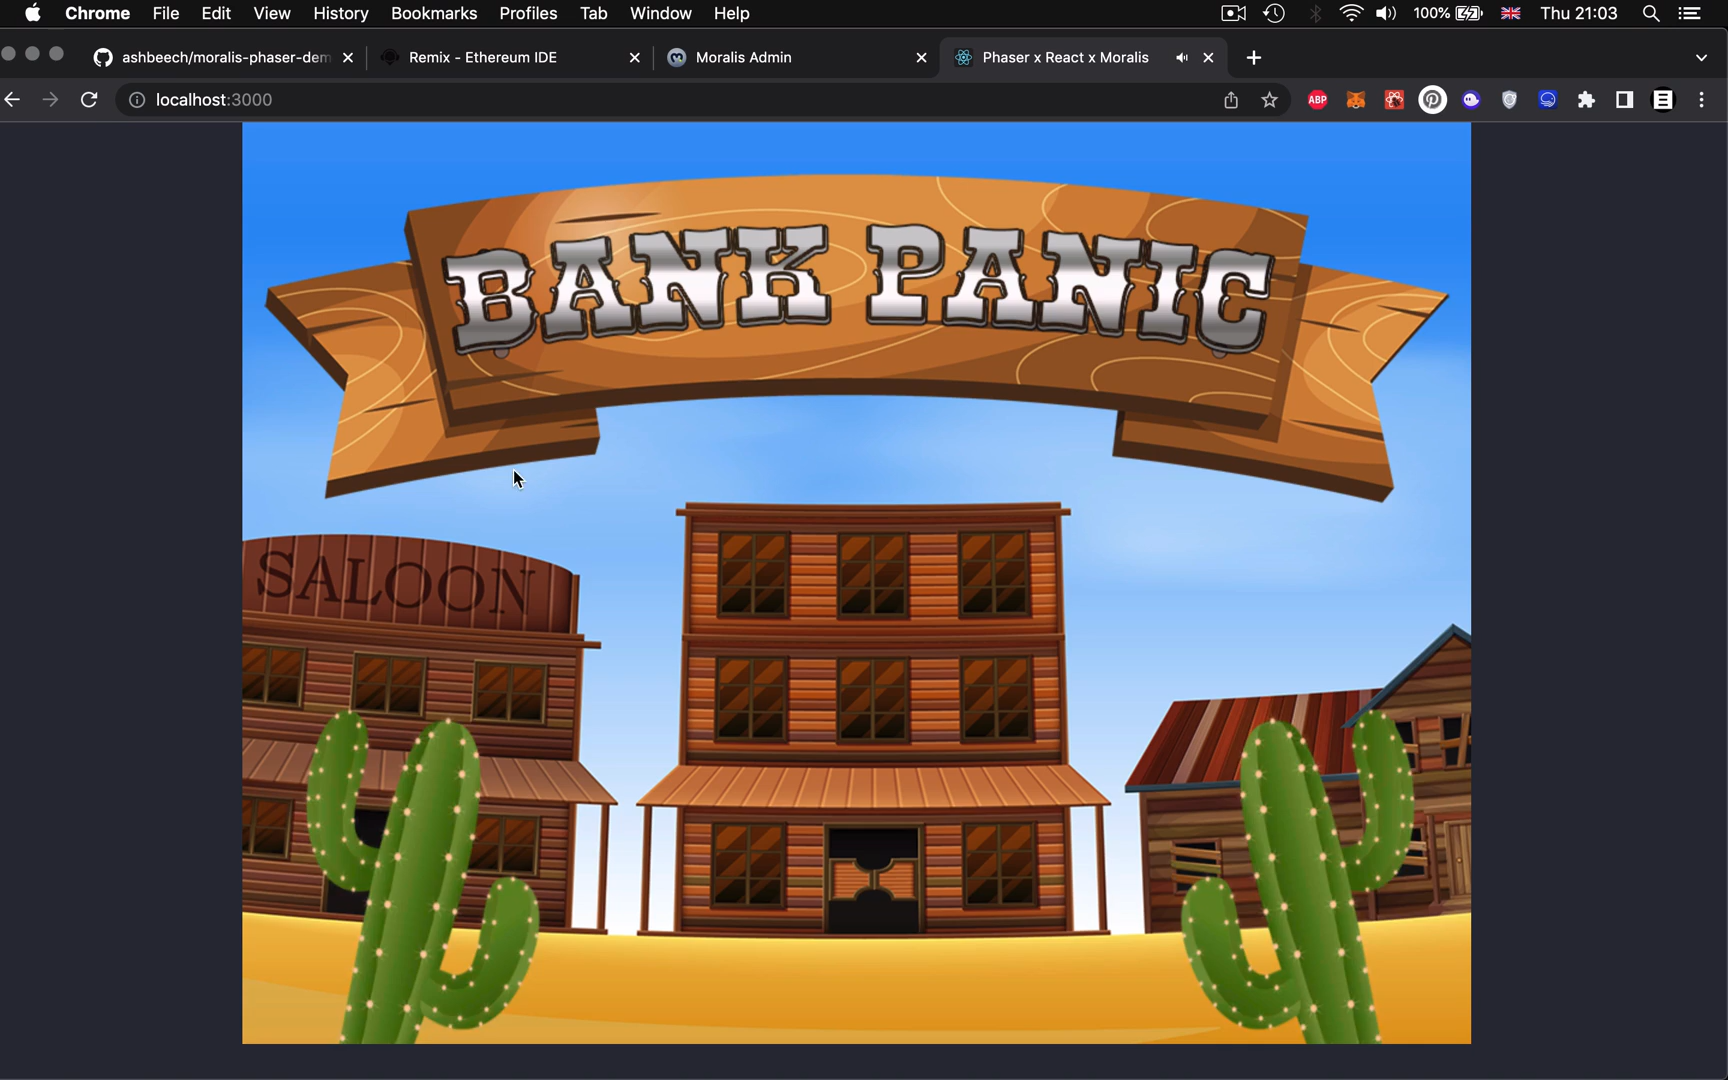 Chrome File Edit View History Bookmarks Profiles Tab Window Help 100% Thu 21:03
ashbeech/moralis-phaser-dem Remix - Ethereum IDE Moralis Admin Phaser x React x Moralis
localhost:3000 ABP
BANK PANIC
SALOON